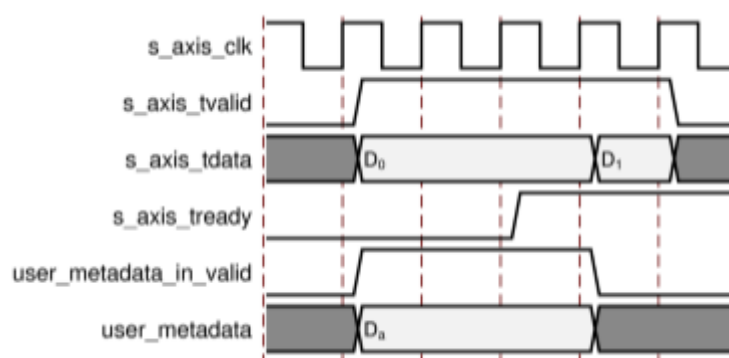 s_axis_clk
s_axis_tvalid
s_axis_tdata D₀ D₁
s_axis_tready
user_metadata_in_valid
user_metadata Dₐ